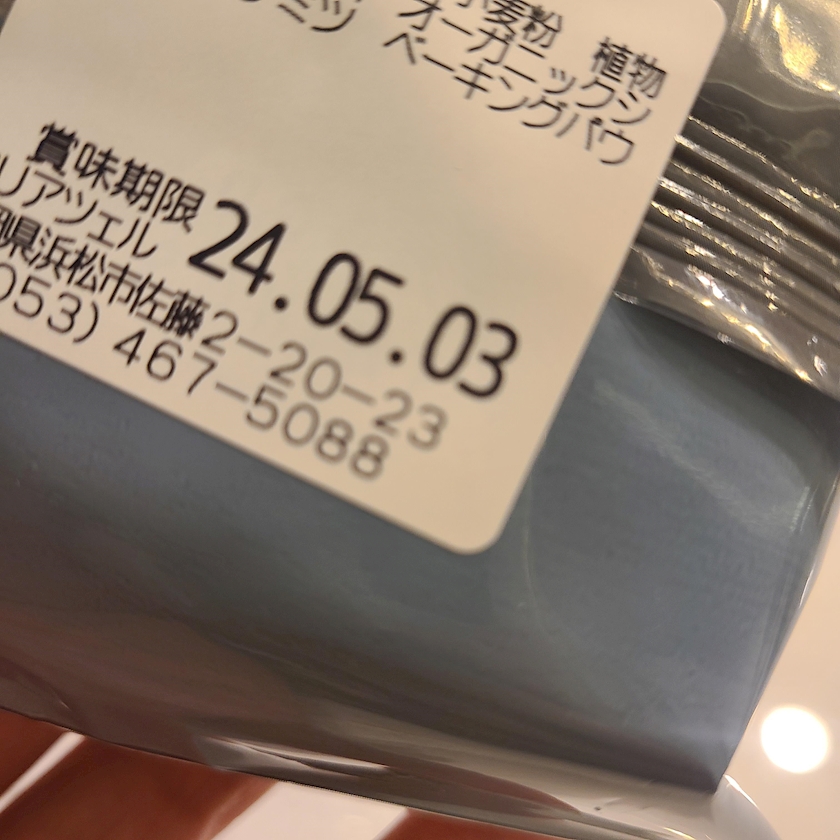 小麦粉 植物
オーガニックシ
ベーキングパウ
賞味期限 24.05.03
リアツェル
県浜松市佐藤2-20-23
053) 467-5088